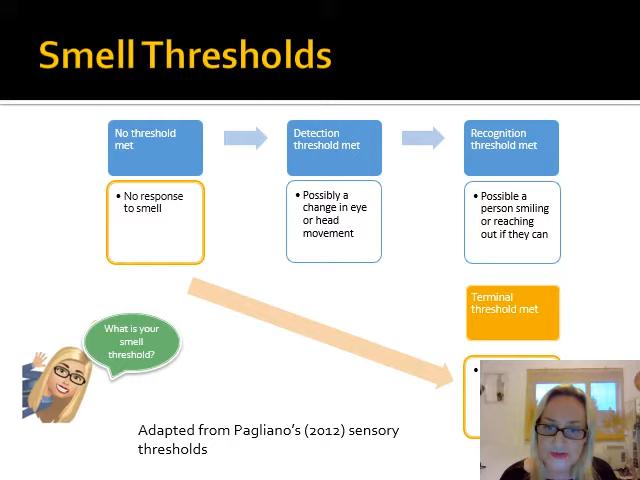 Smell Thresholds
No threshold
met
Detection
threshold met
Recognition
threshold met
• No response
to smell
• Possibly a
change in eye
or head
movement
• Possible a
person smiling
or reaching
out if they can
Terminal
threshold met
What is your
smell
threshold?
Adapted from Pagliano's (2012) sensory
thresholds